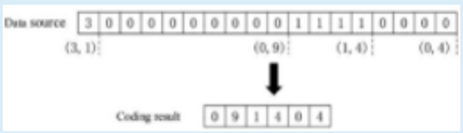 Data source 3 0 0 0 0 0 0 0 0 0 1 1 1 1 0 0 0 0
(3, 1) (0, 9) (1, 4) (0, 4)
Coding result 0 9 1 4 0 4